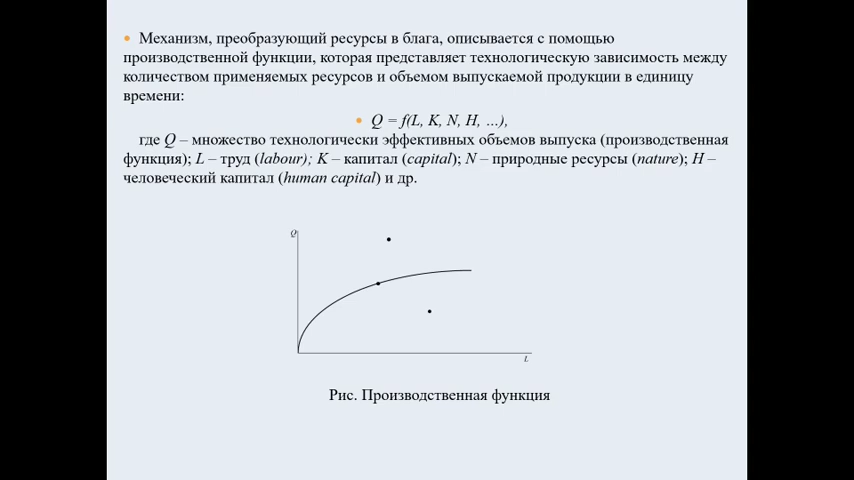 • Механизм, преобразующий ресурсы в блага, описывается с помощью
производственной функции, которая представляет технологическую зависимость между
количеством применяемых ресурсов и объемом выпускаемой продукции в единицу
времени:
• Q = f(L, K, N, H, ...),
где Q – множество технологически эффективных объемов выпуска (производственная
функция); L – труд (labour); K – капитал (capital); N – природные ресурсы (nature); H –
человеческий капитал (human capital) и др.
Q
L
Рис. Производственная функция